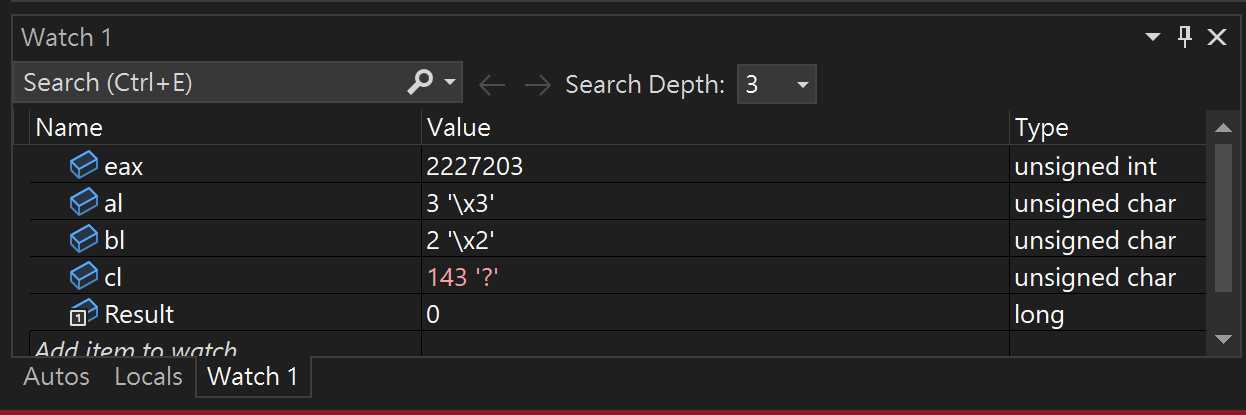 Watch 1
Search (Ctrl+E) Search Depth: 3
Name Value Type
eax 2227203 unsigned int
al 3 '\x3' unsigned char
bl 2 '\x2' unsigned char
cl 143 '?' unsigned char
1 Result 0 long
Add item to watch
Autos Locals Watch 1